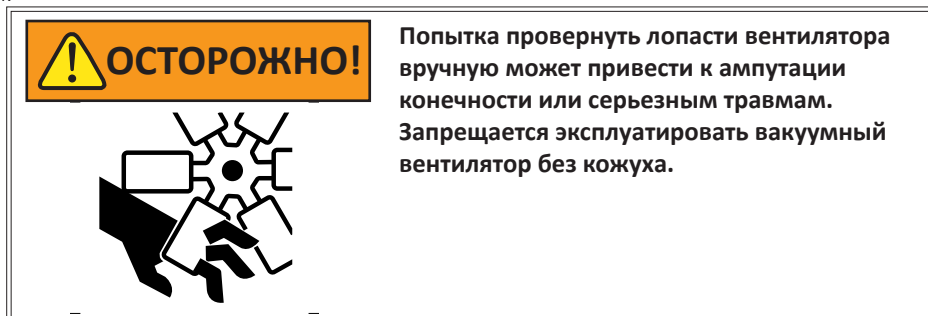 ОСТОРОЖНО!
Попытка провернуть лопасти вентилятора
вручную может привести к ампутации
конечности или серьезным травмам.
Запрещается эксплуатировать вакуумный
вентилятор без кожуха.